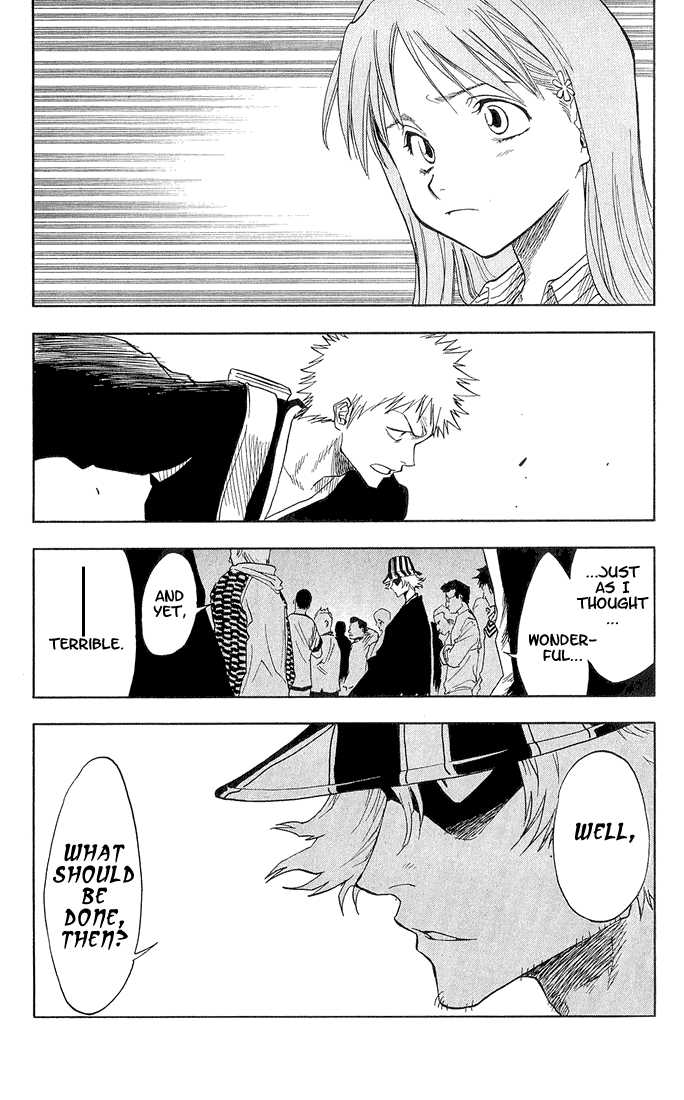 ...JUST
AS I
THOUGHT
...
WONDER-
FUL...
AND
YET,
TERRIBLE.
WELL,
WHAT
SHOULD
BE
DONE,
THEN?